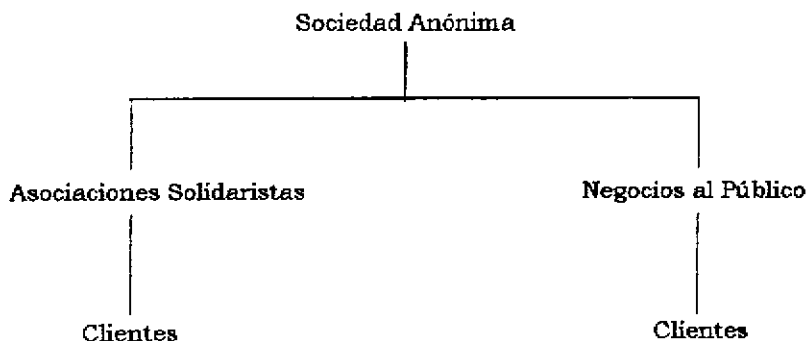 Sociedad Anónima
Asociaciones Solidaristas
Negocios al Público
Clientes
Clientes